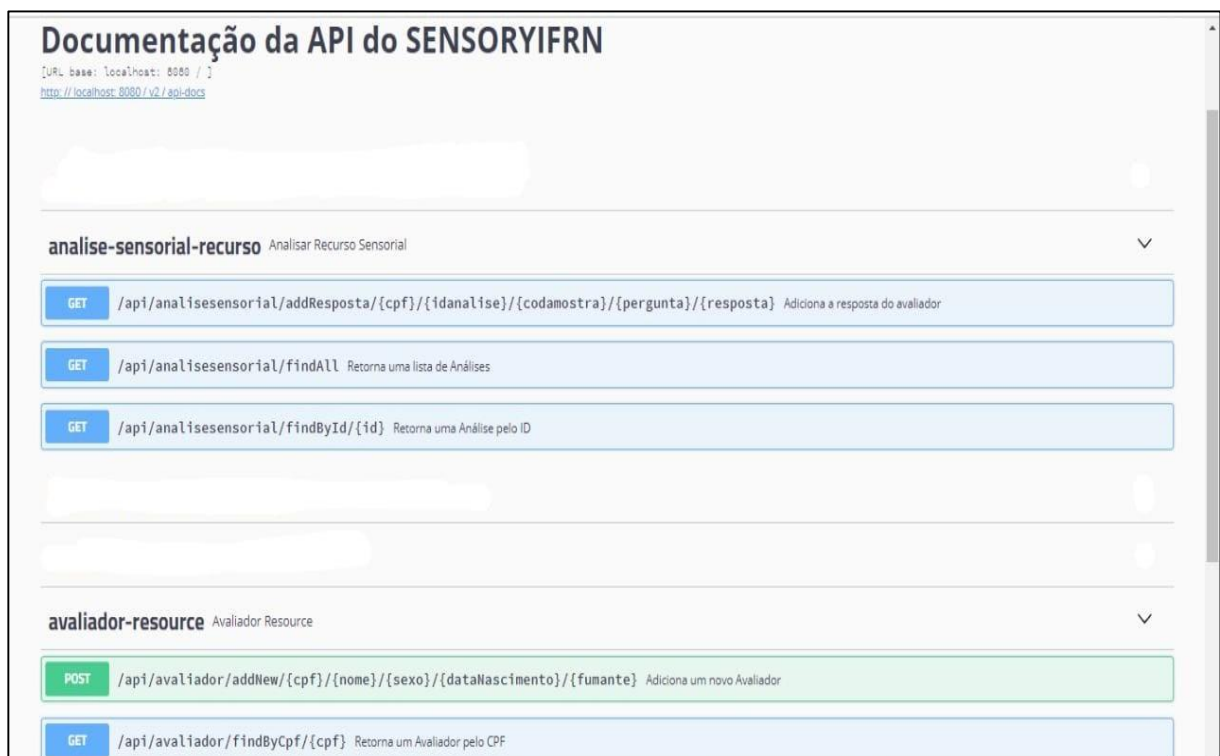 Documentação da API do SENSORYIFRN
[URL base: localhost: 8080 / ]
http: // localhost: 8080 / v2 / api-docs
analise-sensorial-recurso Analisar Recurso Sensorial
GET /api/analisesensorial/addResposta/{cpf}/{idanalise}/{codamostra}/{pergunta}/{resposta} Adiciona a resposta do avaliador
GET /api/analisesensorial/findAll Retorna uma lista de Análises
GET /api/analisesensorial/findById/{id} Retorna uma Análise pelo ID
avaliador-resource Avaliador Resource
POST /api/avaliador/addNew/{cpf}/{nome}/{sexo}/{dataNascimento}/{fumante} Adiciona um novo Avaliador
GET /api/avaliador/findByCpf/{cpf} Retorna um Avaliador pelo CPF